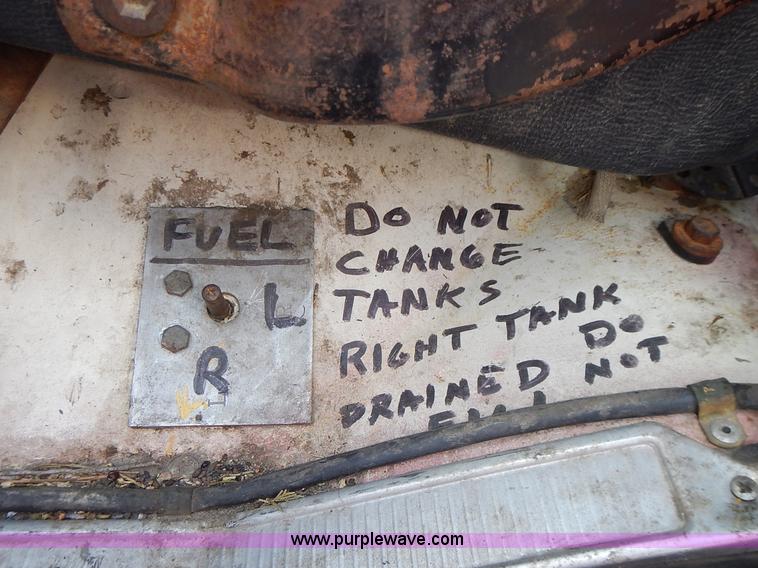 FUEL
L
R
DO NOT
CHANGE
TANKS
RIGHT TANK
DRAINED DO
NOT
www.purplewave.com